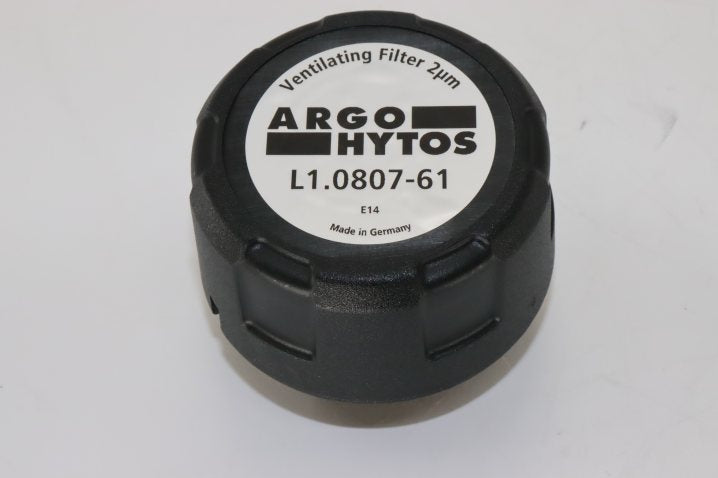 Ventilating Filter 2µm
ARGO
HYTOS
L1.0807-61
E14
Made in Germany